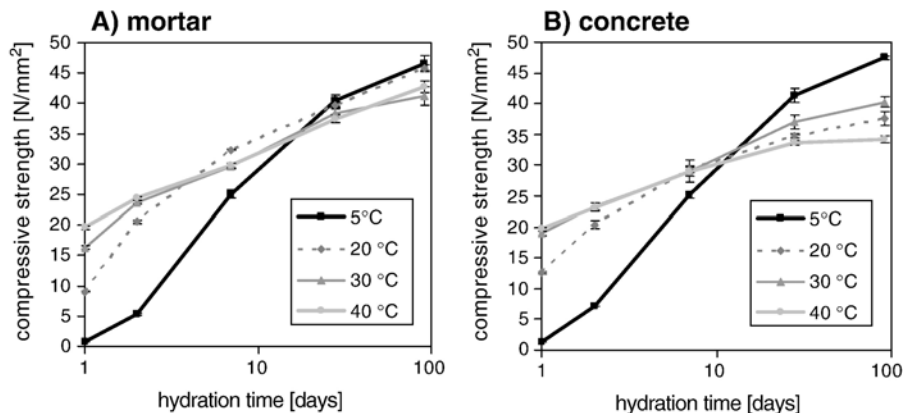 A) mortar
compressive strength [N/mm²]
50
45
40
35
30
25
20
15
10
5
0
5°C
20 °C
30 °C
40 °C
1
10
100
hydration time [days]
B) concrete
compressive strength [N/mm²]
50
45
40
35
30
25
20
15
10
5
0
5°C
20 °C
30 °C
40 °C
1
10
100
hydration time [days]